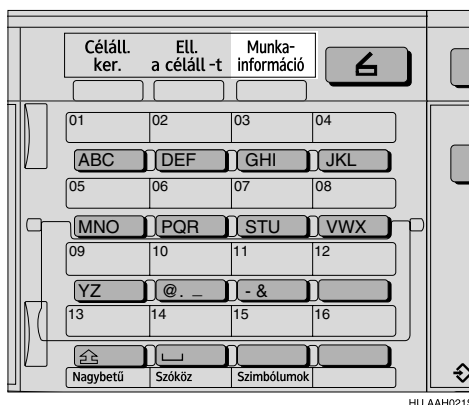 Céláll. ker.
Ell. a céláll -t
Munka-információ
01 02 03 04
ABC DEF GHI JKL
05 06 07 08
MNO PQR STU VWX
09 10 11 12
YZ @. _ - &
13 14 15 16
Nagybetű Szóköz Szimbólumok